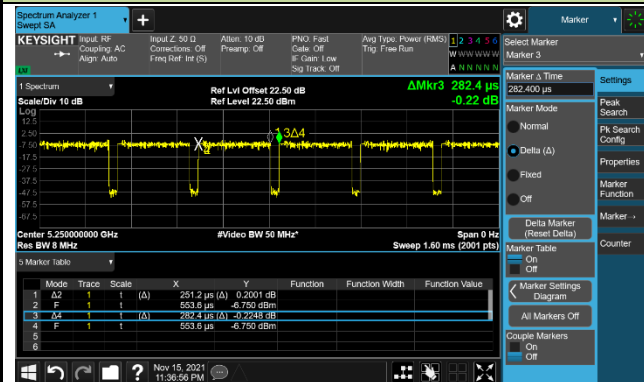 Spectrum Analyzer 1
Swept SA
+
Marker
KEYSIGHT
Input: RF
Coupling: AC
Align: Auto
Input Z: 50 Ω
Corrections: Off
Freq Ref: Int (S)
Atten: 10 dB
Preamp: Off
PNO: Fast
Gate: Off
IF Gain: Low
Sig Track: Off
Avg Type: Power (RMS)
Trig: Free Run
1 2 3 4 5 6
W W W W W W
A N N N N N
LXI
Select Marker
Marker 3
Marker Δ Time
282.400 µs
Settings
Peak Search
Pk Search Config
Properties
Marker Function
Marker→
Counter
Marker Mode
Normal
Delta (Δ)
Fixed
Off
Delta Marker
(Reset Delta)
Marker Table
On
Off
Marker Settings
Diagram
All Markers Off
Couple Markers
On
Off
1 Spectrum
Scale/Div 10 dB
Log
Ref Lvl Offset 22.50 dB
Ref Level 22.50 dBm
ΔMkr3 282.4 µs
-0.22 dB
12.5
2.50
-7.50
-17.5
-27.5
-37.5
-47.5
-57.5
-67.5
3Δ4
Center 5.250000000 GHz
Res BW 8 MHz
#Video BW 50 MHz*
Span 0 Hz
Sweep 1.60 ms (2001 pts)
5 Marker Table
Mode Trace Scale X Y Function Function Width Function Value
1 Δ2 1 t (Δ) 251.2 µs (Δ) 0.2001 dB
2 F 1 t 553.6 µs -6.750 dBm
3 Δ4 1 t (Δ) 282.4 µs (Δ) -0.2248 dB
4 F 1 t 553.6 µs -6.750 dBm
5
6
?
Nov 15, 2021
11:36:56 PM